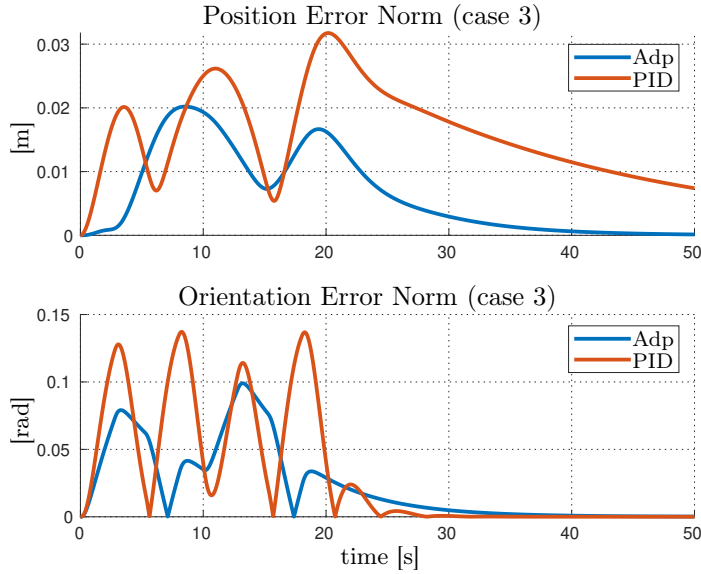 Position Error Norm (case 3)
0.03
0.02
0.01
0
[m]
Adp
PID
0 10 20 30 40 50
Orientation Error Norm (case 3)
0.15
0.1
0.05
0
[rad]
Adp
PID
0 10 20 30 40 50
time [s]